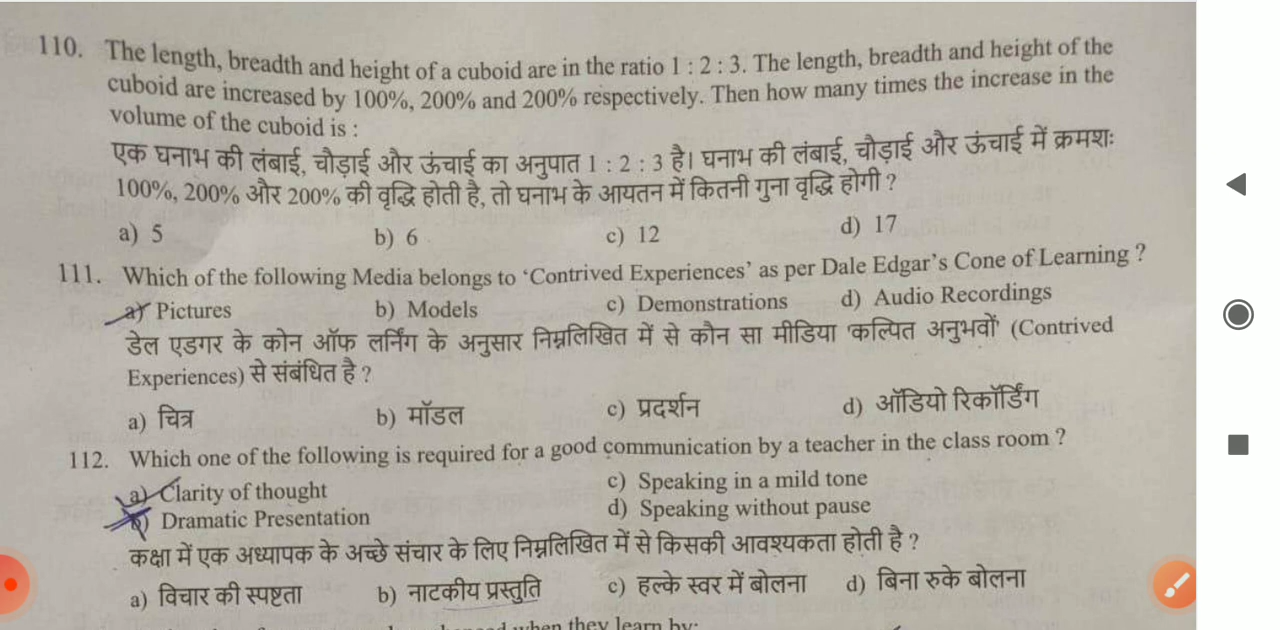 110. The length, breadth and height of a cuboid are in the ratio 1 : 2 : 3. The length, breadth and height of the
cuboid are increased by 100%, 200% and 200% respectively. Then how many times the increase in the
volume of the cuboid is :
एक घनाभ की लंबाई, चौड़ाई और ऊंचाई का अनुपात 1 : 2 : 3 है। घनाभ की लंबाई, चौड़ाई और ऊंचाई में क्रमशः
100%, 200% और 200% की वृद्धि होती है, तो घनाभ के आयतन में कितनी गुना वृद्धि होगी ?
a) 5 b) 6 c) 12 d) 17
111. Which of the following Media belongs to ‘Contrived Experiences’ as per Dale Edgar’s Cone of Learning ?
a) Pictures b) Models c) Demonstrations d) Audio Recordings
डेल एडगर के कोन ऑफ लर्निंग के अनुसार निम्नलिखित में से कौन सा मीडिया 'कल्पित अनुभवों' (Contrived
Experiences) से संबंधित है ?
a) चित्र b) मॉडल c) प्रदर्शन d) ऑडियो रिकॉर्डिंग
112. Which one of the following is required for a good communication by a teacher in the class room ?
a) Clarity of thought c) Speaking in a mild tone
b) Dramatic Presentation d) Speaking without pause
कक्षा में एक अध्यापक के अच्छे संचार के लिए निम्नलिखित में से किसकी आवश्यकता होती है ?
a) विचार की स्पष्टता b) नाटकीय प्रस्तुति c) हल्के स्वर में बोलना d) बिना रुके बोलना
when they learn by: